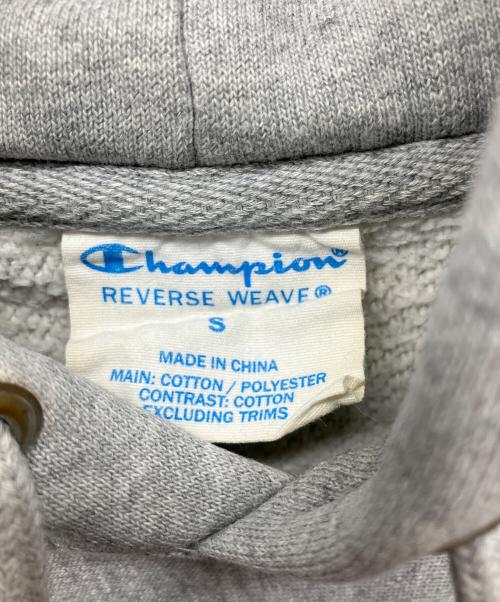 Champion®
REVERSE WEAVE®
S
MADE IN CHINA
MAIN: COTTON / POLYESTER
CONTRAST: COTTON
EXCLUDING TRIMS